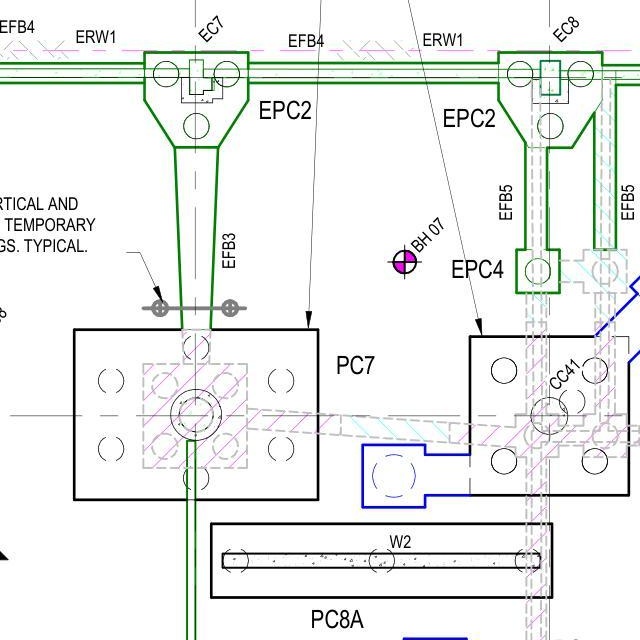 EFB4
ERW1
EC7
EFB4
ERW1
EC8
EPC2
EPC2
RTICAL AND
TEMPORARY
GS. TYPICAL.
EFB3
EFB5
EFB5
BH 07
EPC4
PC7
CC41
W2
PC8A